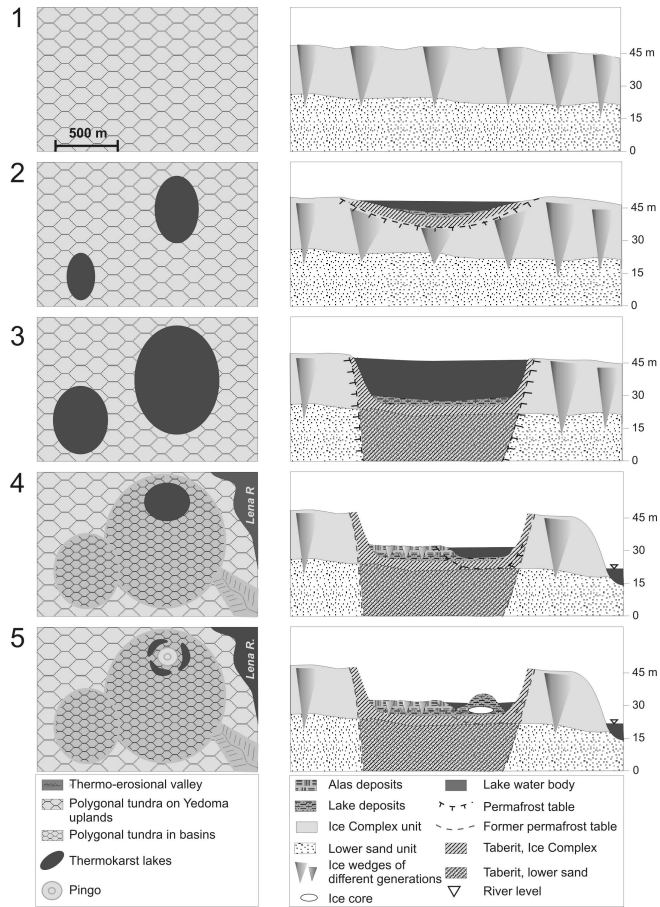 1
500 m
45 m
30
15
0
2
45 m
30
15
0
3
45 m
30
15
0
4
Lena R
45 m
30
15
0
5
Lena R.
45 m
30
15
0
Thermo-erosional valley
Polygonal tundra on Yedoma
uplands
Polygonal tundra in basins
Thermokarst lakes
Pingo
Alas deposits
Lake deposits
Ice Complex unit
Lower sand unit
Ice wedges of
different generations
Ice core
Lake water body
Permafrost table
Former permafrost table
Taberit, Ice Complex
Taberit, lower sand
River level